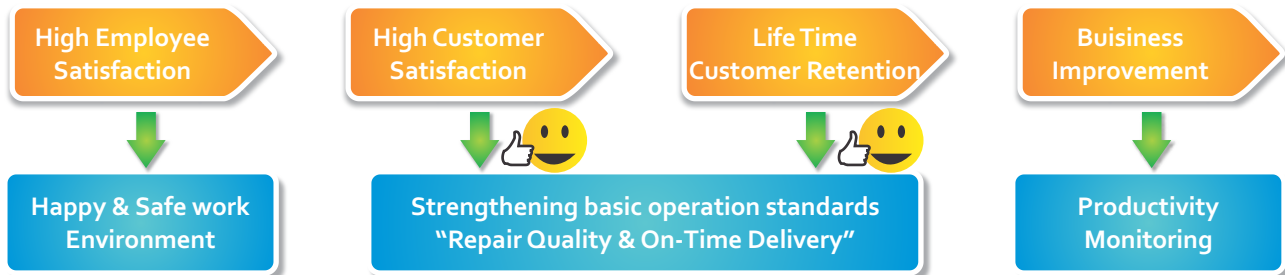 High Employee
Satisfaction
High Customer
Satisfaction
Life Time
Customer Retention
Buisiness
Improvement
Happy & Safe work
Environment
Strengthening basic operation standards
“Repair Quality & On-Time Delivery”
Productivity
Monitoring